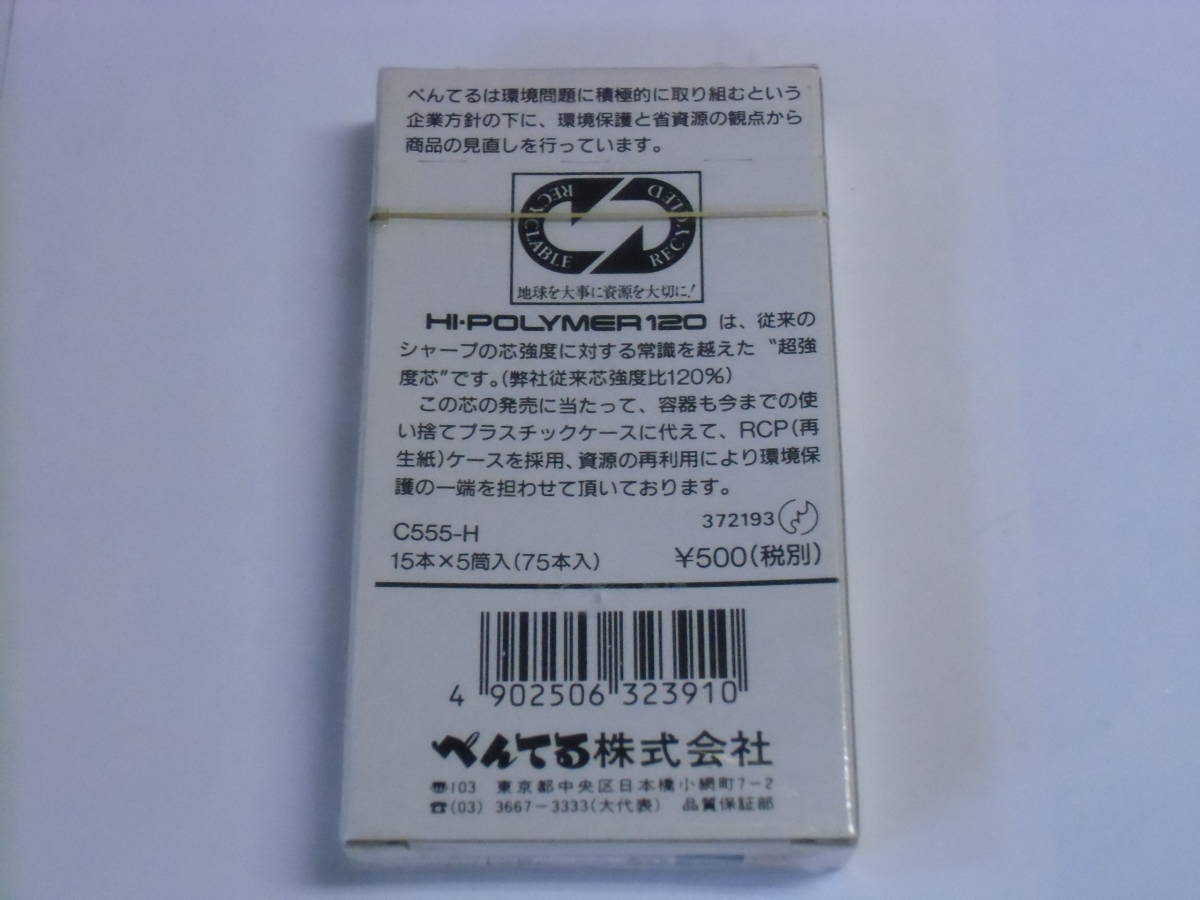 ぺんてるは環境問題に積極的に取り組むという
企業方針の下に、環境保護と省資源の観点から
商品の見直しを行っています。
RECYCLABLE RECYCLED
地球を大事に資源を大切に!
HI-POLYMER120 は、従来の
シャープの芯強度に対する常識を越えた〝超強
度芯〟です。(弊社従来芯強度比120%)
この芯の発売に当たって、容器も今までの使
い捨てプラスチックケースに代えて、RCP(再
生紙)ケースを採用、資源の再利用により環境保
護の一端を担わせて頂いております。
372193
C555-H
15本×5筒入(75本入) ¥500(税別)
4 902506 323910
ぺんてる株式会社
〠103 東京都中央区日本橋小網町7-2
☎(03) 3667-3333(大代表) 品質保証部